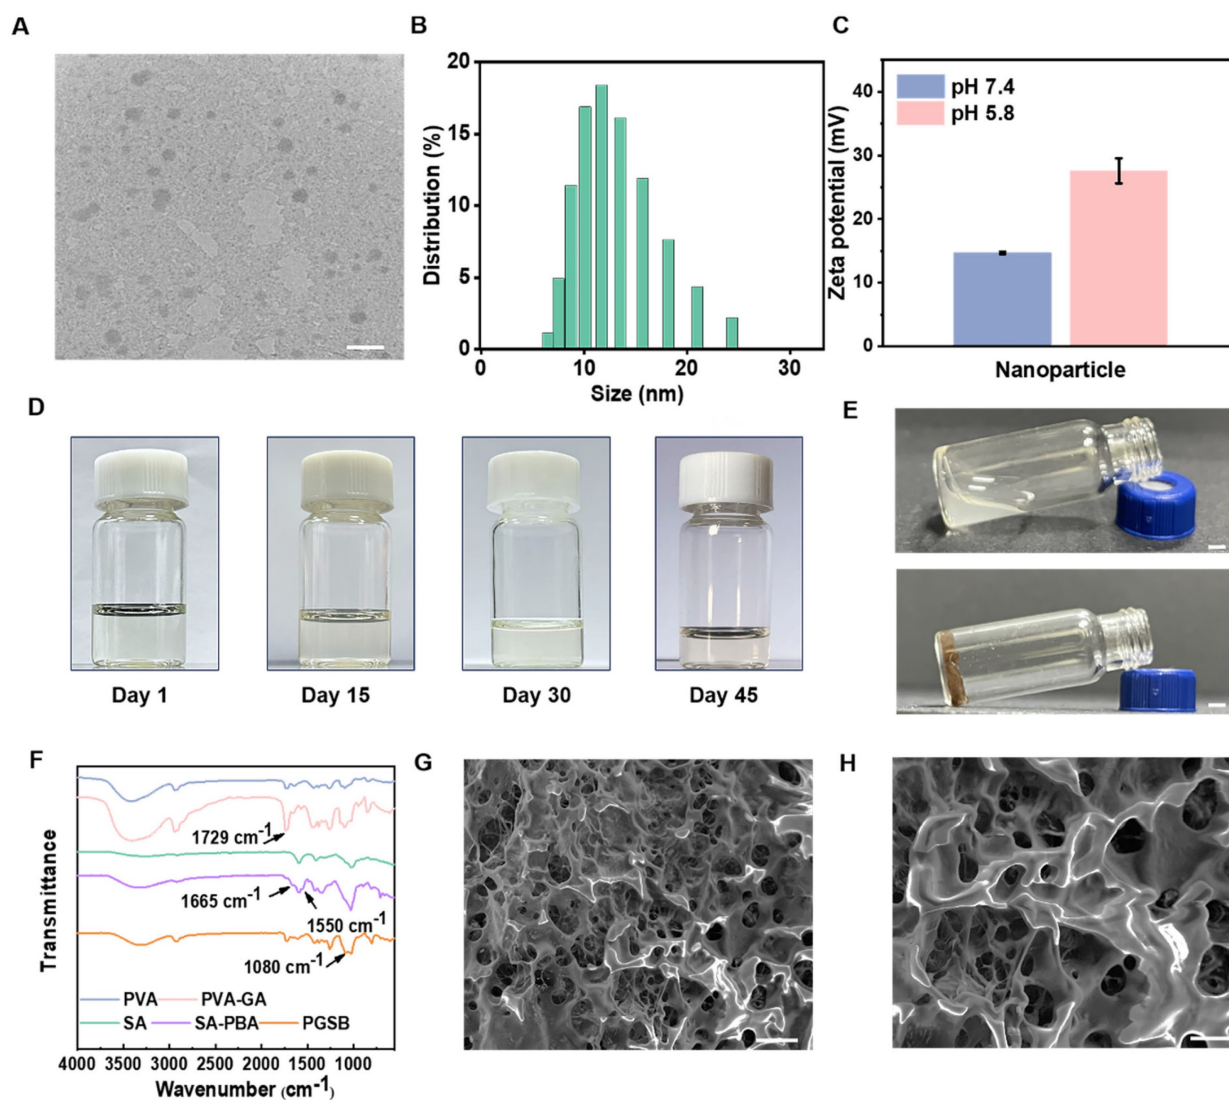 A
B
C
20
15
10
5
0
Distribution (%)
0 10 20 30
Size (nm)
40
30
20
10
0
Zeta potential (mV)
pH 7.4
pH 5.8
Nanoparticle
D
E
Day 1
Day 15
Day 30
Day 45
F
G
H
Transmittance
1729 cm-1
1665 cm-1
1550 cm-1
1080 cm-1
PVA PVA-GA
SA SA-PBA PGSB
4000 3500 3000 2500 2000 1500 1000
Wavenumber (cm-1)